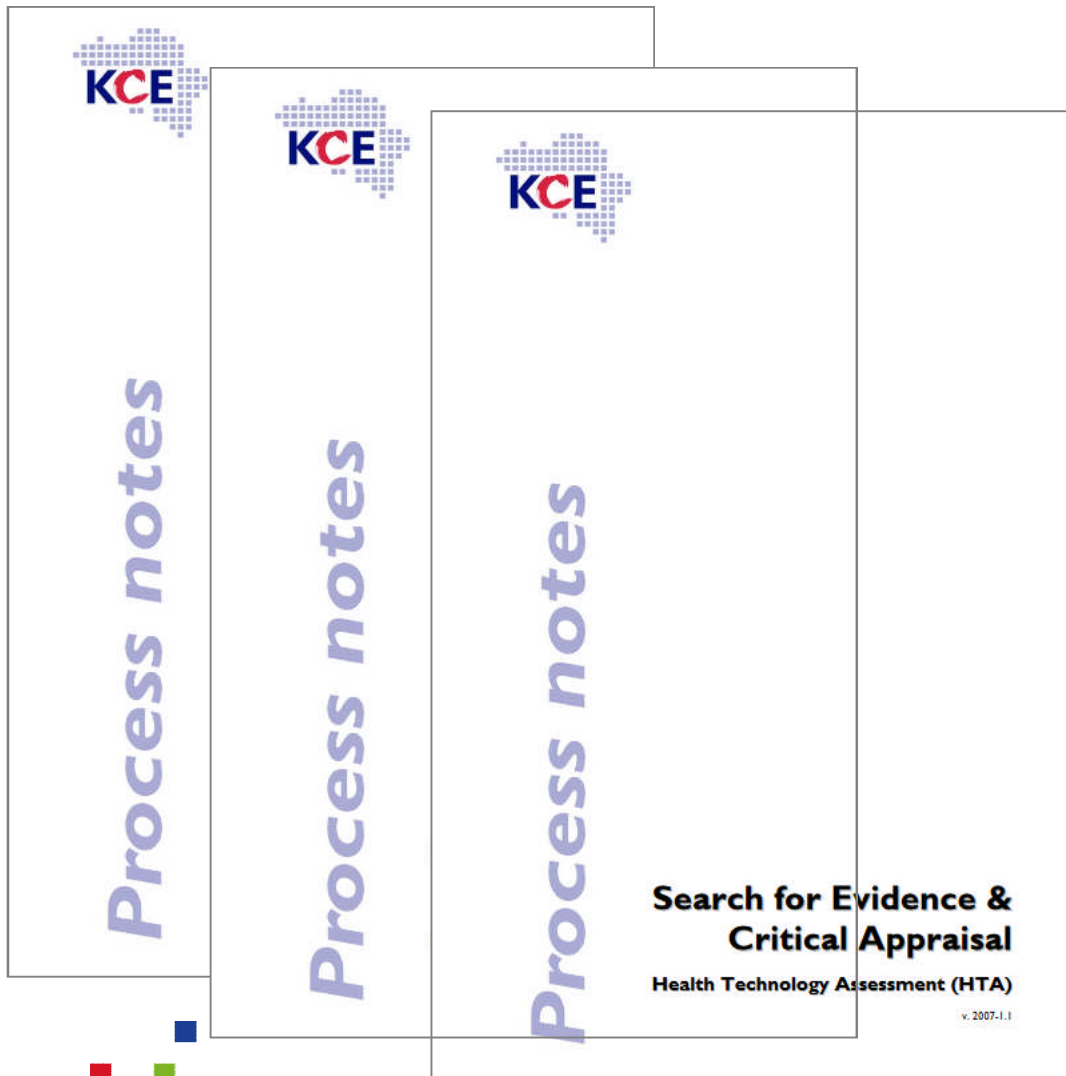 KCE
KCE
KCE
Process notes
Process notes
Process notes
Search for Evidence &
Critical Appraisal
Health Technology Assessment (HTA)
v. 2007-1.1